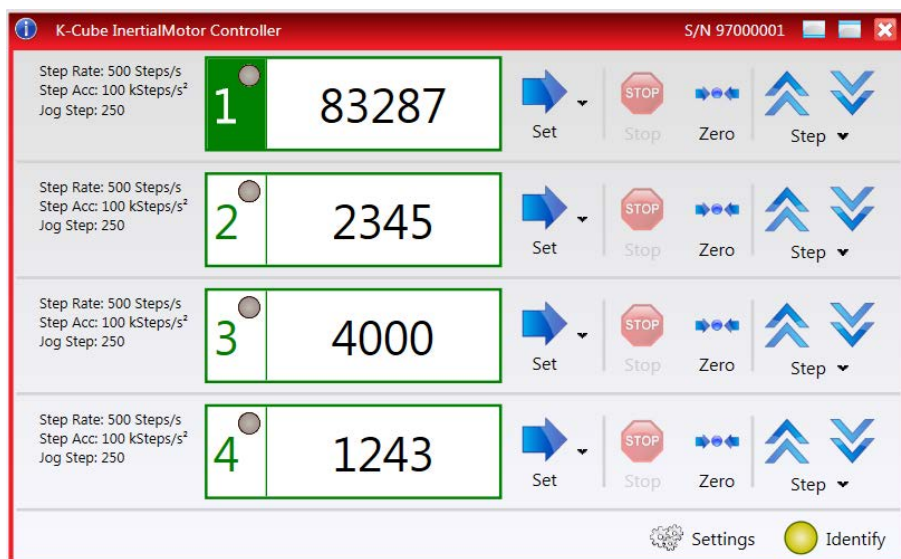 K-Cube InertialMotor Controller S/N 97000001
Step Rate: 500 Steps/s
Step Acc: 100 kSteps/s²
Jog Step: 250
1 83287
Set STOP Stop Zero Step
Step Rate: 500 Steps/s
Step Acc: 100 kSteps/s²
Jog Step: 250
2 2345
Set STOP Stop Zero Step
Step Rate: 500 Steps/s
Step Acc: 100 kSteps/s²
Jog Step: 250
3 4000
Set STOP Stop Zero Step
Step Rate: 500 Steps/s
Step Acc: 100 kSteps/s²
Jog Step: 250
4 1243
Set STOP Stop Zero Step
Settings Identify